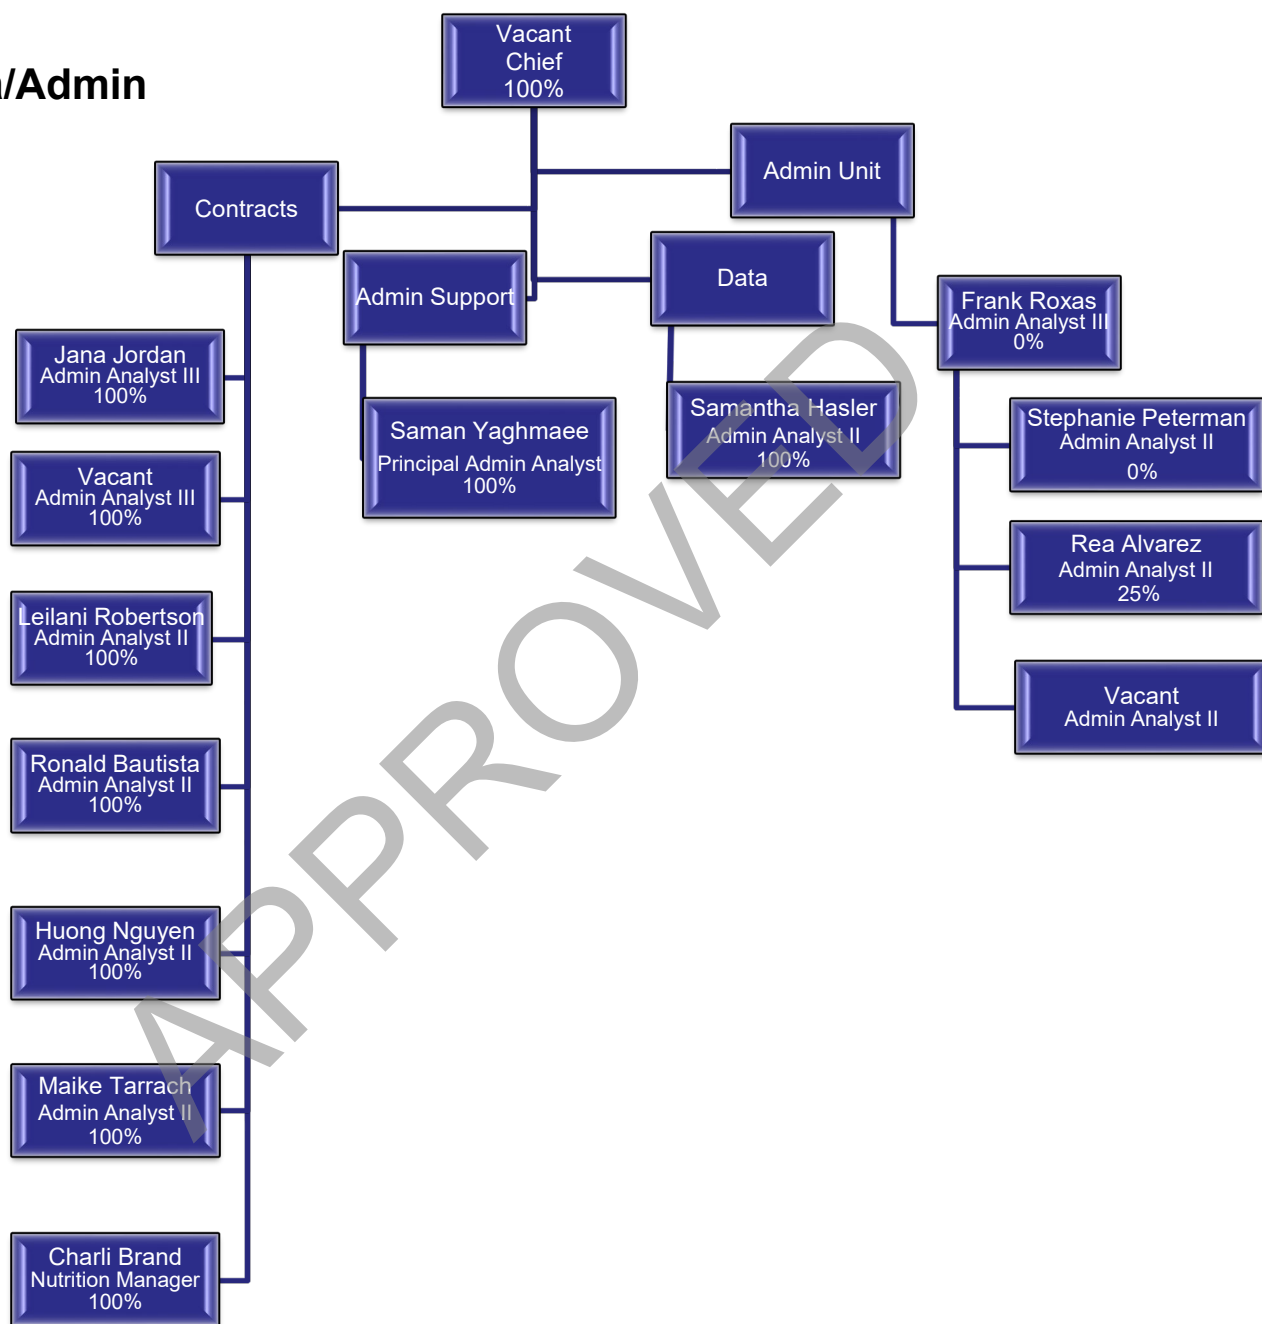 a/Admin
Vacant
Chief
100%
Contracts
Admin Unit
Admin Support
Data
Frank Roxas
Admin Analyst III
0%
Jana Jordan
Admin Analyst III
100%
Vacant
Admin Analyst III
100%
Leilani Robertson
Admin Analyst II
100%
Ronald Bautista
Admin Analyst II
100%
Huong Nguyen
Admin Analyst II
100%
Maike Tarrach
Admin Analyst II
100%
Charli Brand
Nutrition Manager
100%
Saman Yaghmaee
Principal Admin Analyst
100%
Samantha Hasler
Admin Analyst II
100%
Stephanie Peterman
Admin Analyst II
0%
Rea Alvarez
Admin Analyst II
25%
Vacant
Admin Analyst II
APPROVED